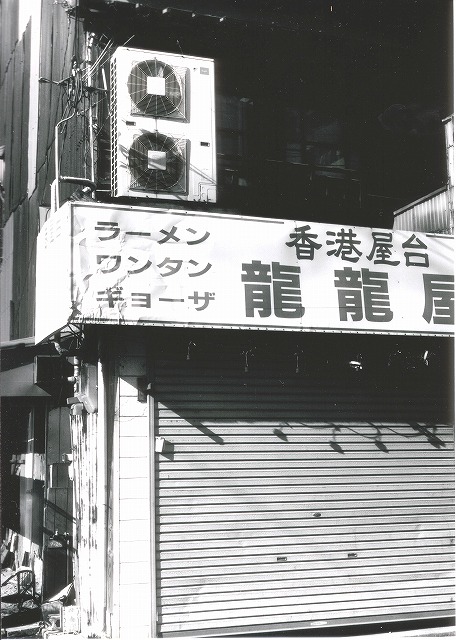 ラーメン
ワンタン
ギョーザ
香港屋台
龍龍屋